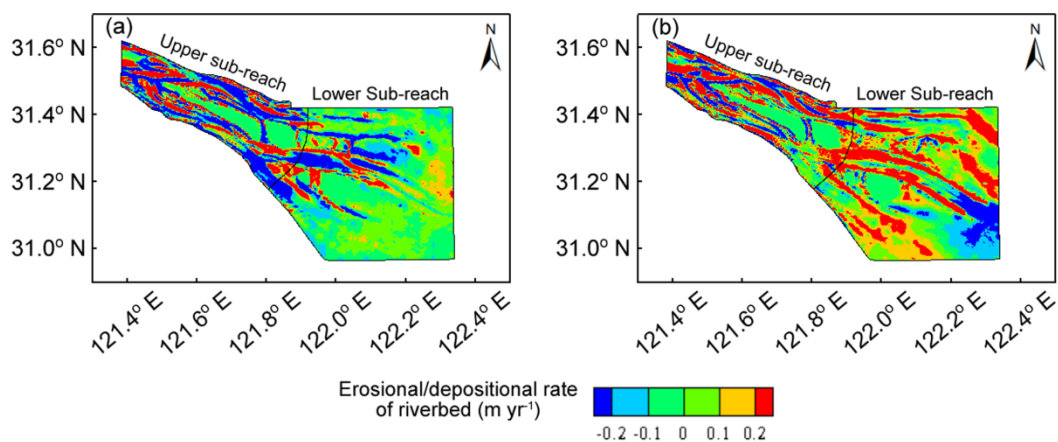 (a)
N
Upper sub-reach
Lower Sub-reach
31.6° N
31.4° N
31.2° N
31.0° N
121.4° E
121.6° E
121.8° E
122.0° E
122.2° E
122.4° E
(b)
N
Upper sub-reach
Lower Sub-reach
31.6° N
31.4° N
31.2° N
31.0° N
121.4° E
121.6° E
121.8° E
122.0° E
122.2° E
122.4° E
Erosional/depositional rate
of riverbed (m yr⁻¹)
-0.2 -0.1 0 0.1 0.2